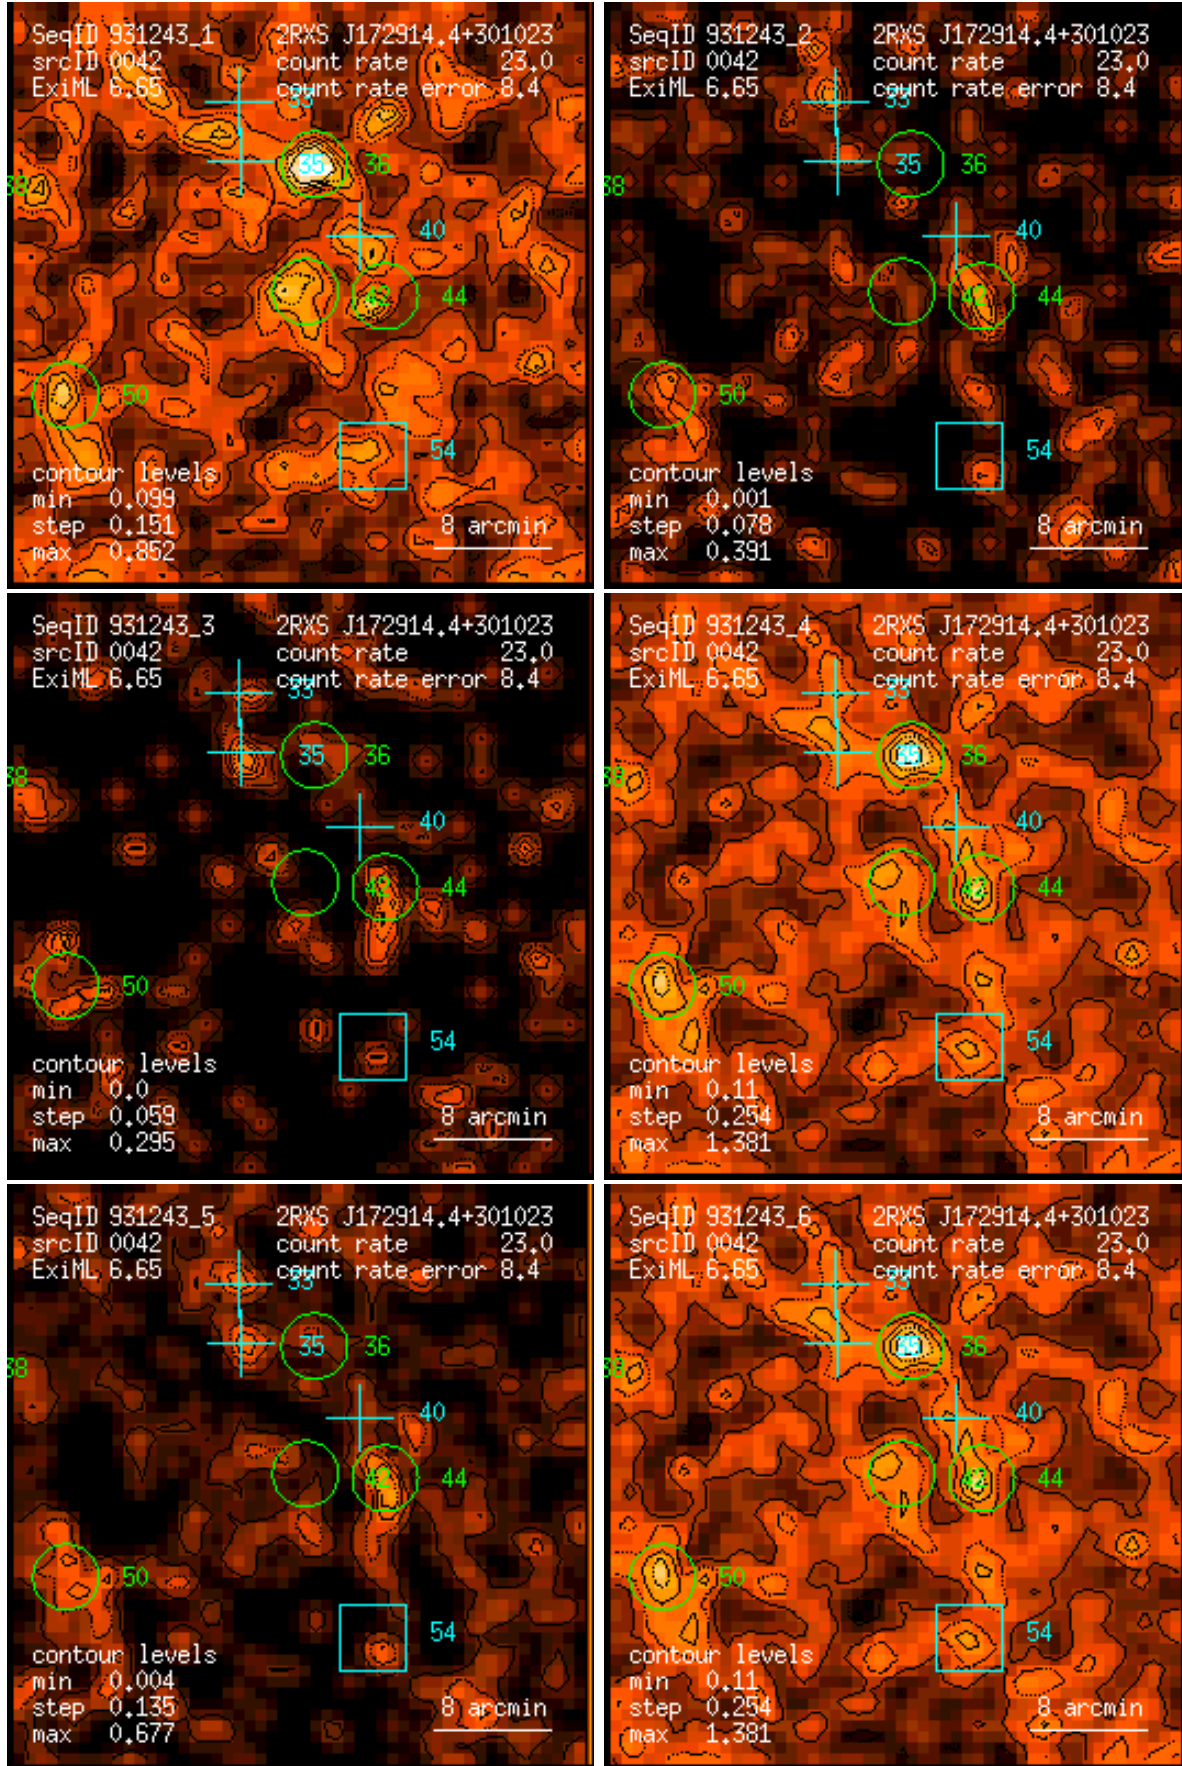 SeqID 931243_1 2RXS J172914.4+301023
srcID 0042 count rate 23.0
ExiML 6.65 count rate error 8.4
33
35 36
38
40
42 44
50
54
contour levels
min 0.099
step 0.151
max 0.852
8 arcmin
SeqID 931243_2 2RXS J172914.4+301023
srcID 0042 count rate 23.0
ExiML 6.65 count rate error 8.4
33
35 36
38
40
42 44
50
54
contour levels
min 0.001
step 0.078
max 0.391
8 arcmin
SeqID 931243_3 2RXS J172914.4+301023
srcID 0042 count rate 23.0
ExiML 6.65 count rate error 8.4
33
35 36
38
40
42 44
50
54
contour levels
min 0.0
step 0.059
max 0.295
8 arcmin
SeqID 931243_4 2RXS J172914.4+301023
srcID 0042 count rate 23.0
ExiML 6.65 count rate error 8.4
33
35 36
38
40
42 44
50
54
contour levels
min 0.11
step 0.254
max 1.381
8 arcmin
SeqID 931243_5 2RXS J172914.4+301023
srcID 0042 count rate 23.0
ExiML 6.65 count rate error 8.4
33
35 36
38
40
42 44
50
54
contour levels
min 0.004
step 0.135
max 0.677
8 arcmin
SeqID 931243_6 2RXS J172914.4+301023
srcID 0042 count rate 23.0
ExiML 6.65 count rate error 8.4
33
35 36
38
40
42 44
50
54
contour levels
min 0.11
step 0.254
max 1.381
8 arcmin